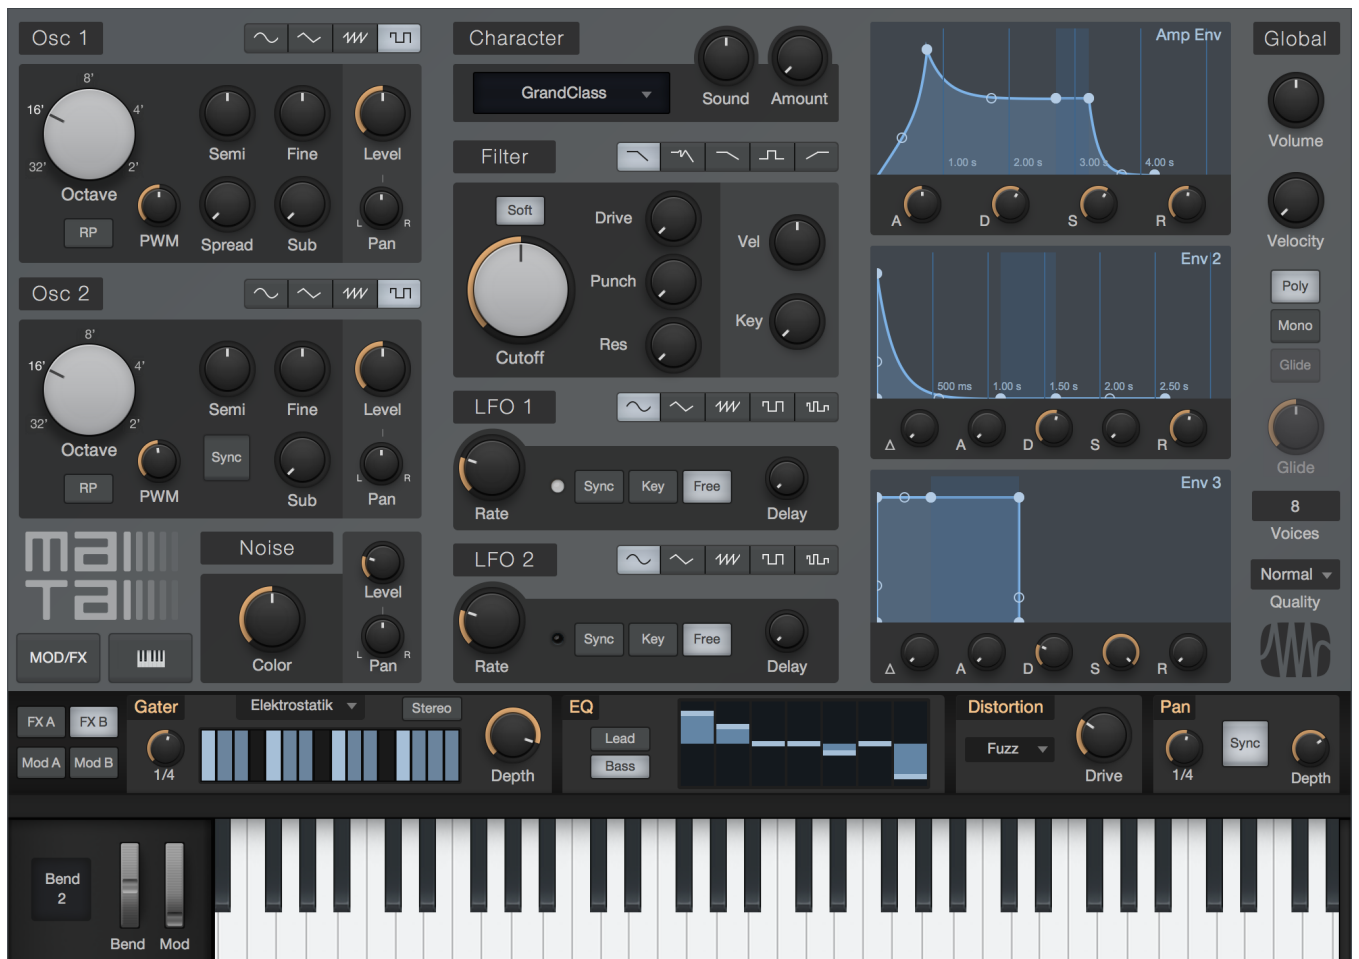 Osc 1
8'
16'
4'
32'
2'
Octave
RP
PWM
Semi
Fine
Spread
Sub
Level
L
R
Pan
Osc 2
8'
16'
4'
32'
2'
Octave
RP
PWM
Semi
Fine
Sync
Sub
Level
L
R
Pan
mai
Tai
MOD/FX
Noise
Color
Level
L
R
Pan
Character
GrandClass
Sound
Amount
Filter
Soft
Cutoff
Drive
Punch
Res
Vel
Key
LFO 1
Rate
Sync
Key
Free
Delay
LFO 2
Rate
Sync
Key
Free
Delay
Amp Env
1.00 s
2.00 s
3.00 s
4.00 s
A
D
S
R
Env 2
500 ms
1.00 s
1.50 s
2.00 s
2.50 s
Δ
A
D
S
R
Env 3
Δ
A
D
S
R
Global
Volume
Velocity
Poly
Mono
Glide
Glide
8
Voices
Normal
Quality
FX A
FX B
Mod A
Mod B
Gater
Elektrostatik
Stereo
1/4
Depth
EQ
Lead
Bass
Distortion
Fuzz
Drive
Pan
1/4
Sync
Depth
Bend
2
Bend
Mod